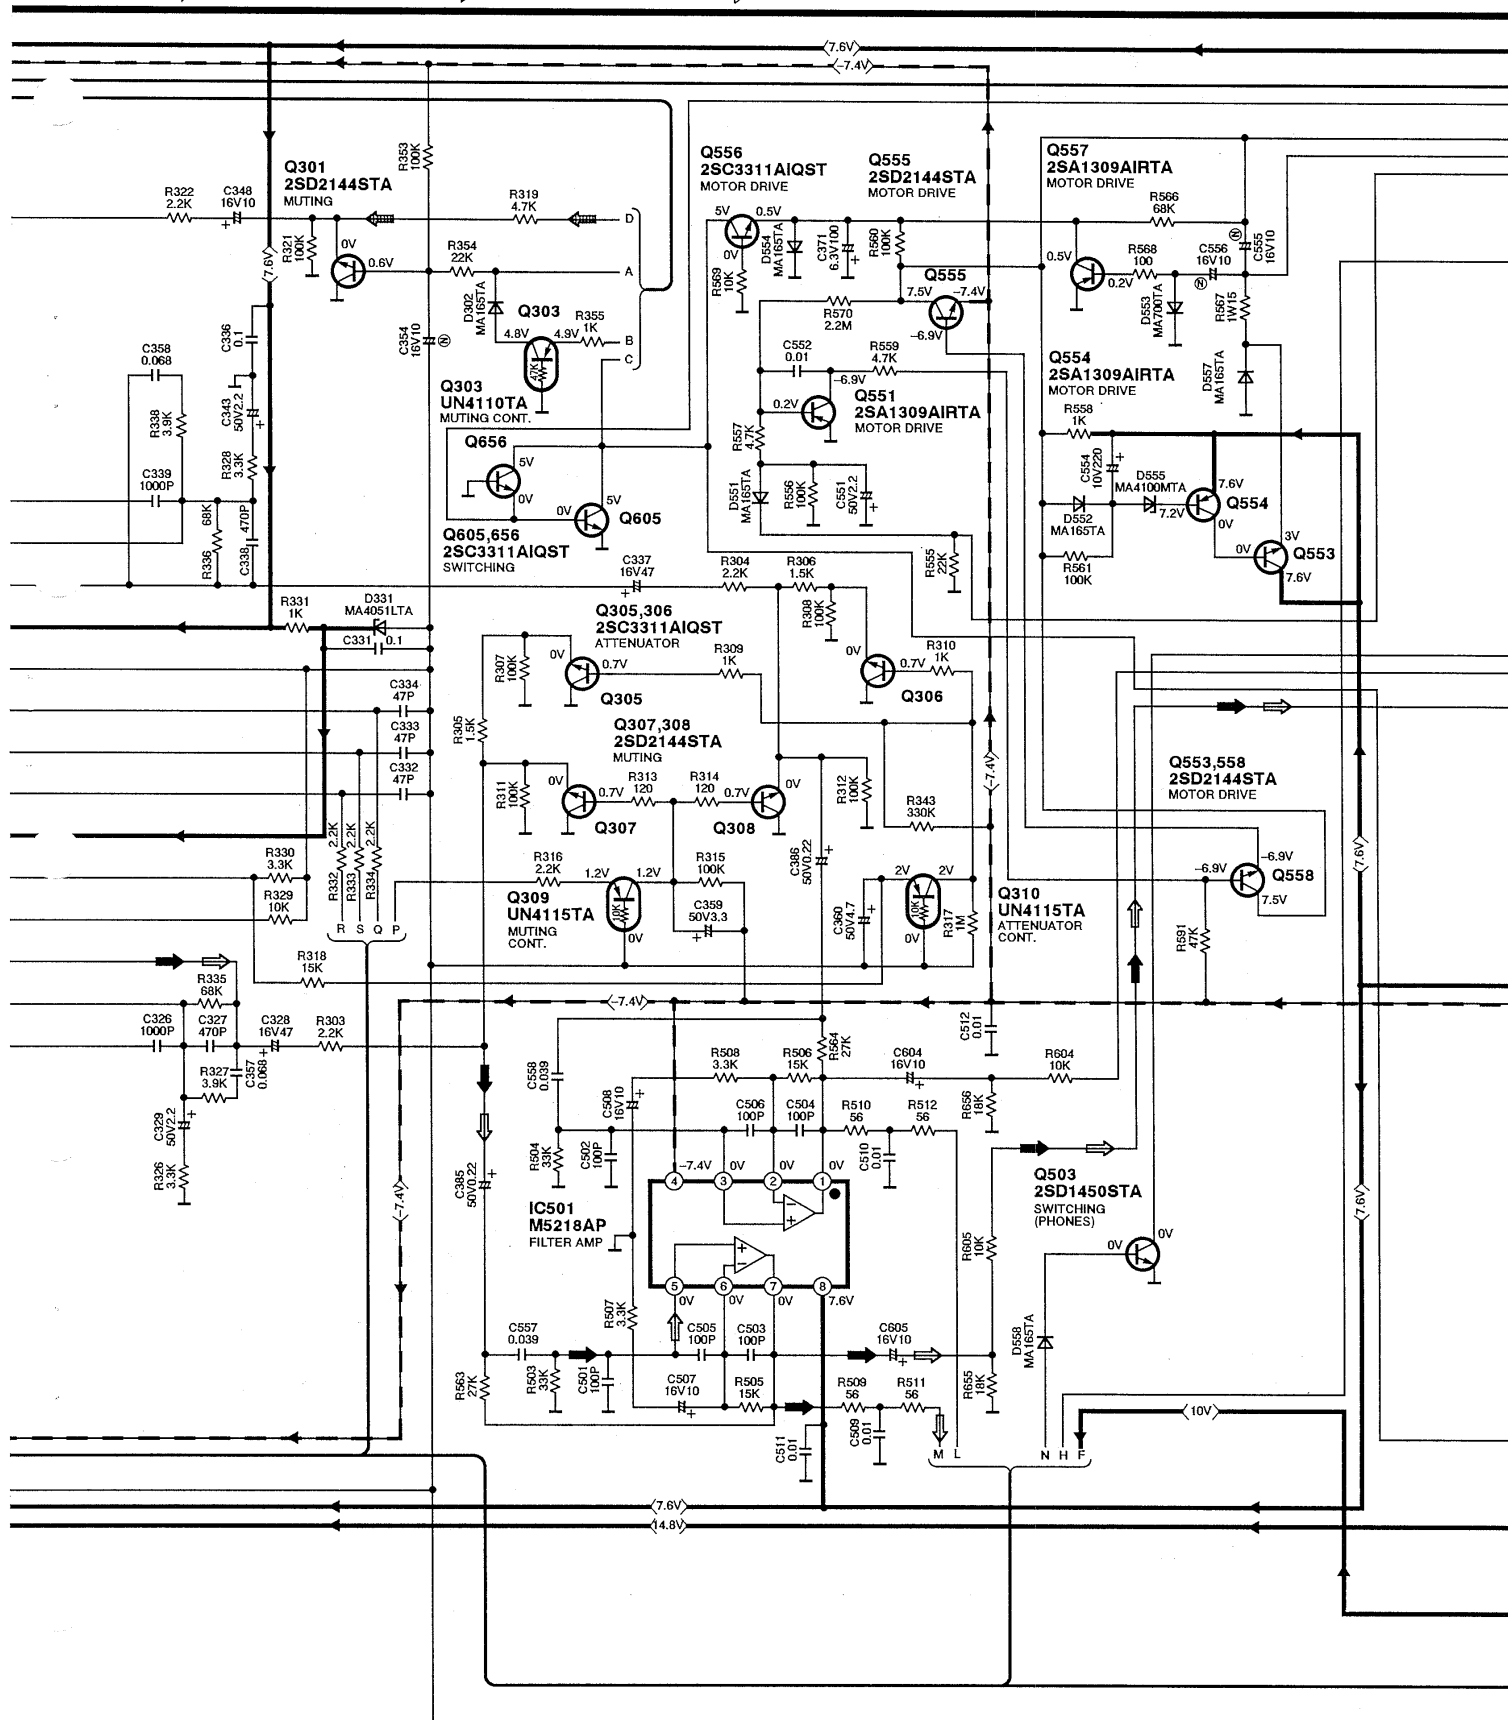 7.6V
-7.4V
R353
100K
Q301
2SD2144STA
MUTING
R322
2.2K
C348
16V10
+
R321
100K
0V
0.6V
R319
4.7K
D
R354
22K
A
7.6V
D302
MA165TA
Q303
4.8V
4.9V
R355
1K
B
C
47K
C354
16V10
N
Q303
UN4110TA
MUTING CONT.
C336
0.1
C358
0.068
C343
50V2.2
+
R338
3.9K
R328
3.3K
C339
1000P
68K
R336
470P
C338
Q656
5V
0V
0V
5V
Q605
Q605,656
2SC3311AIQST
SWITCHING
Q556
2SC3311AIQST
MOTOR DRIVE
5V
0.5V
0V
R569
10K
D554
MA165TA
C371
6.3V100
+
R560
100K
Q555
2SD2144STA
MOTOR DRIVE
Q555
7.5V
-7.4V
-6.9V
R570
2.2M
C552
0.01
R559
4.7K
-6.9V
0.2V
Q551
2SA1309AIRTA
MOTOR DRIVE
R557
4.7K
D551
MA165TA
R556
100K
C551
50V2.2
+
R555
22K
Q557
2SA1309AIRTA
MOTOR DRIVE
R566
68K
0.5V
0.2V
R568
100
C556
16V10
N
N
C555
16V10
D553
MA700TA
R567
1W15
D557
MA165TA
Q554
2SA1309AIRTA
MOTOR DRIVE
R558
1K
C554
10V220
+
D555
MA4100MTA
7.6V
Q554
7.2V
0V
D552
MA165TA
R561
100K
3V
0V
Q553
7.6V
R331
1K
D331
MA4051LTA
C331
0.1
C337
16V47
+
R304
2.2K
R306
1.5K
R308
100K
Q305,306
2SC3311AIQST
ATTENUATOR
R307
100K
0V
0.7V
Q305
R309
1K
0V
0.7V
R310
1K
Q306
R305
1.5K
C334
47P
C333
47P
C332
47P
Q307,308
2SD2144STA
MUTING
R311
100K
0V
0.7V
R313
120
R314
120
0.7V
0V
Q307
Q308
R312
100K
R343
330K
-7.4V
Q553,558
2SD2144STA
MOTOR DRIVE
7.6V
R330
3.3K
R329
10K
2.2K
2.2K
2.2K
R332
R333
R334
R S Q P
R316
2.2K
1.2V
1.2V
R315
100K
10K
0V
Q309
UN4115TA
MUTING
CONT.
C359
50V3.3
+
C386
50V0.22
+
C360
50V4.7
+
2V
2V
10K
0V
R317
1M
Q310
UN4115TA
ATTENUATOR
CONT.
-6.9V
-6.9V
Q558
7.5V
R591
47K
R318
15K
R335
68K
C326
1000P
C327
470P
C328
16V47
+
R303
2.2K
R327
3.9K
C357
0.068
C329
50V2.2
+
R326
3.3K
-7.4V
C512
0.01
C558
0.039
R508
3.3K
R506
15K
R564
27K
C604
16V10
+
R604
10K
C508
16V10
+
C506
100P
C504
100P
R510
56
R512
56
R656
18K
R504
33K
C502
100P
C510
0.01
C385
50V0.22
+
-7.4V
-7.4V
0V
0V
0V
4 3 2 1
IC501
M5218AP
FILTER AMP
5 6 7 8
0V
0V
0V
7.6V
Q503
2SD1450STA
SWITCHING
(PHONES)
0V
0V
7.6V
R605
10K
R507
3.3K
C557
0.039
C505
100P
C503
100P
C605
16V10
+
D558
MA165TA
R563
27K
R503
33K
C501
100P
C507
16V10
+
R505
15K
R509
56
R511
56
R655
18K
C511
0.01
C509
0.01
10V
M L
N H F
7.6V
14.8V